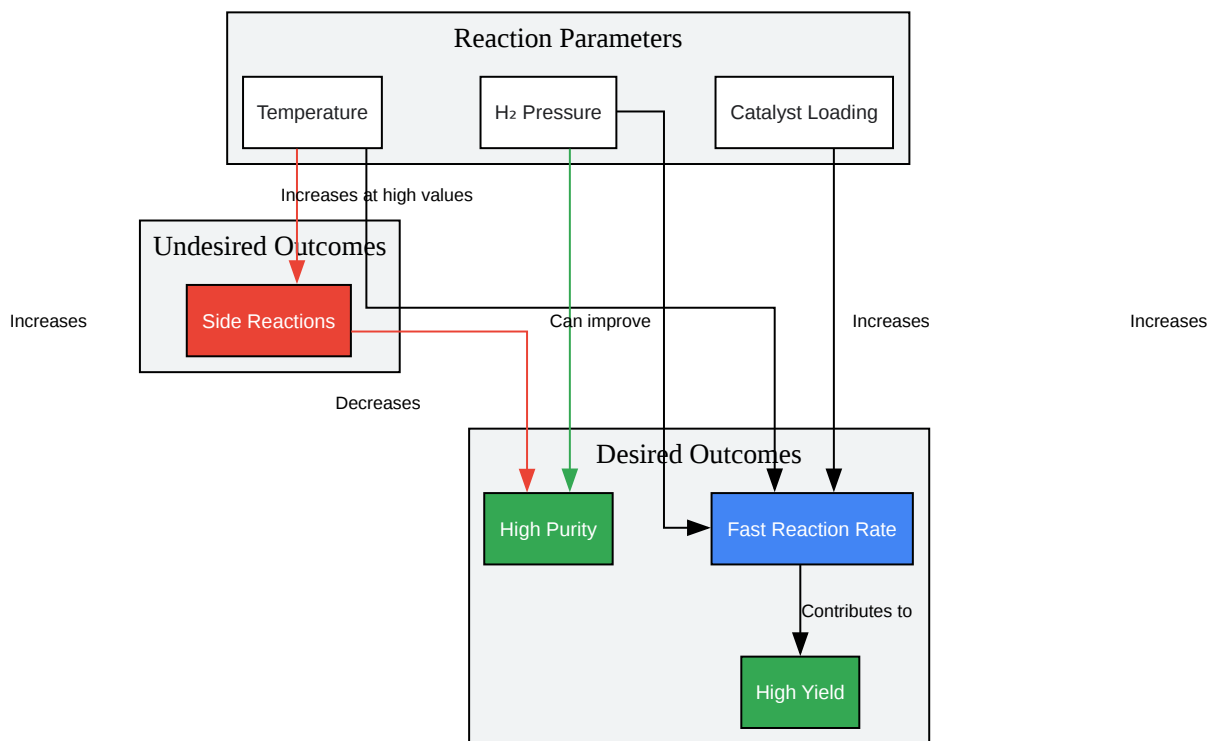 Reaction Parameters
Temperature
H₂ Pressure
Catalyst Loading
Increases at high values
Undesired Outcomes
Side Reactions
Increases
Can improve
Increases
Increases
Decreases
Desired Outcomes
High Purity
Fast Reaction Rate
Contributes to
High Yield